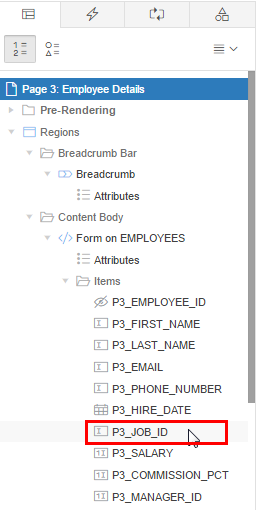 Page 3: Employee Details
Pre-Rendering
Regions
Breadcrumb Bar
Breadcrumb
Attributes
Content Body
Form on EMPLOYEES
Attributes
Items
P3_EMPLOYEE_ID
P3_FIRST_NAME
P3_LAST_NAME
P3_EMAIL
P3_PHONE_NUMBER
P3_HIRE_DATE
P3_JOB_ID
P3_SALARY
P3_COMMISSION_PCT
P3_MANAGER_ID